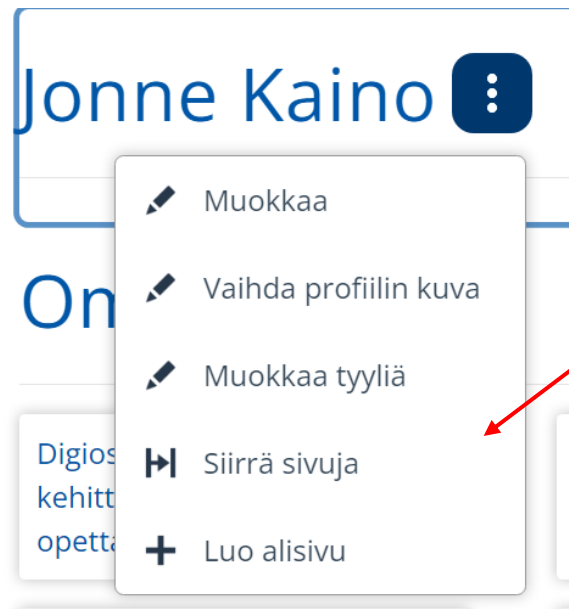 Jonne Kaino
Muokkaa
Vaihda profiilin kuva
Muokkaa tyyliä
Siirrä sivuja
Luo alisivu